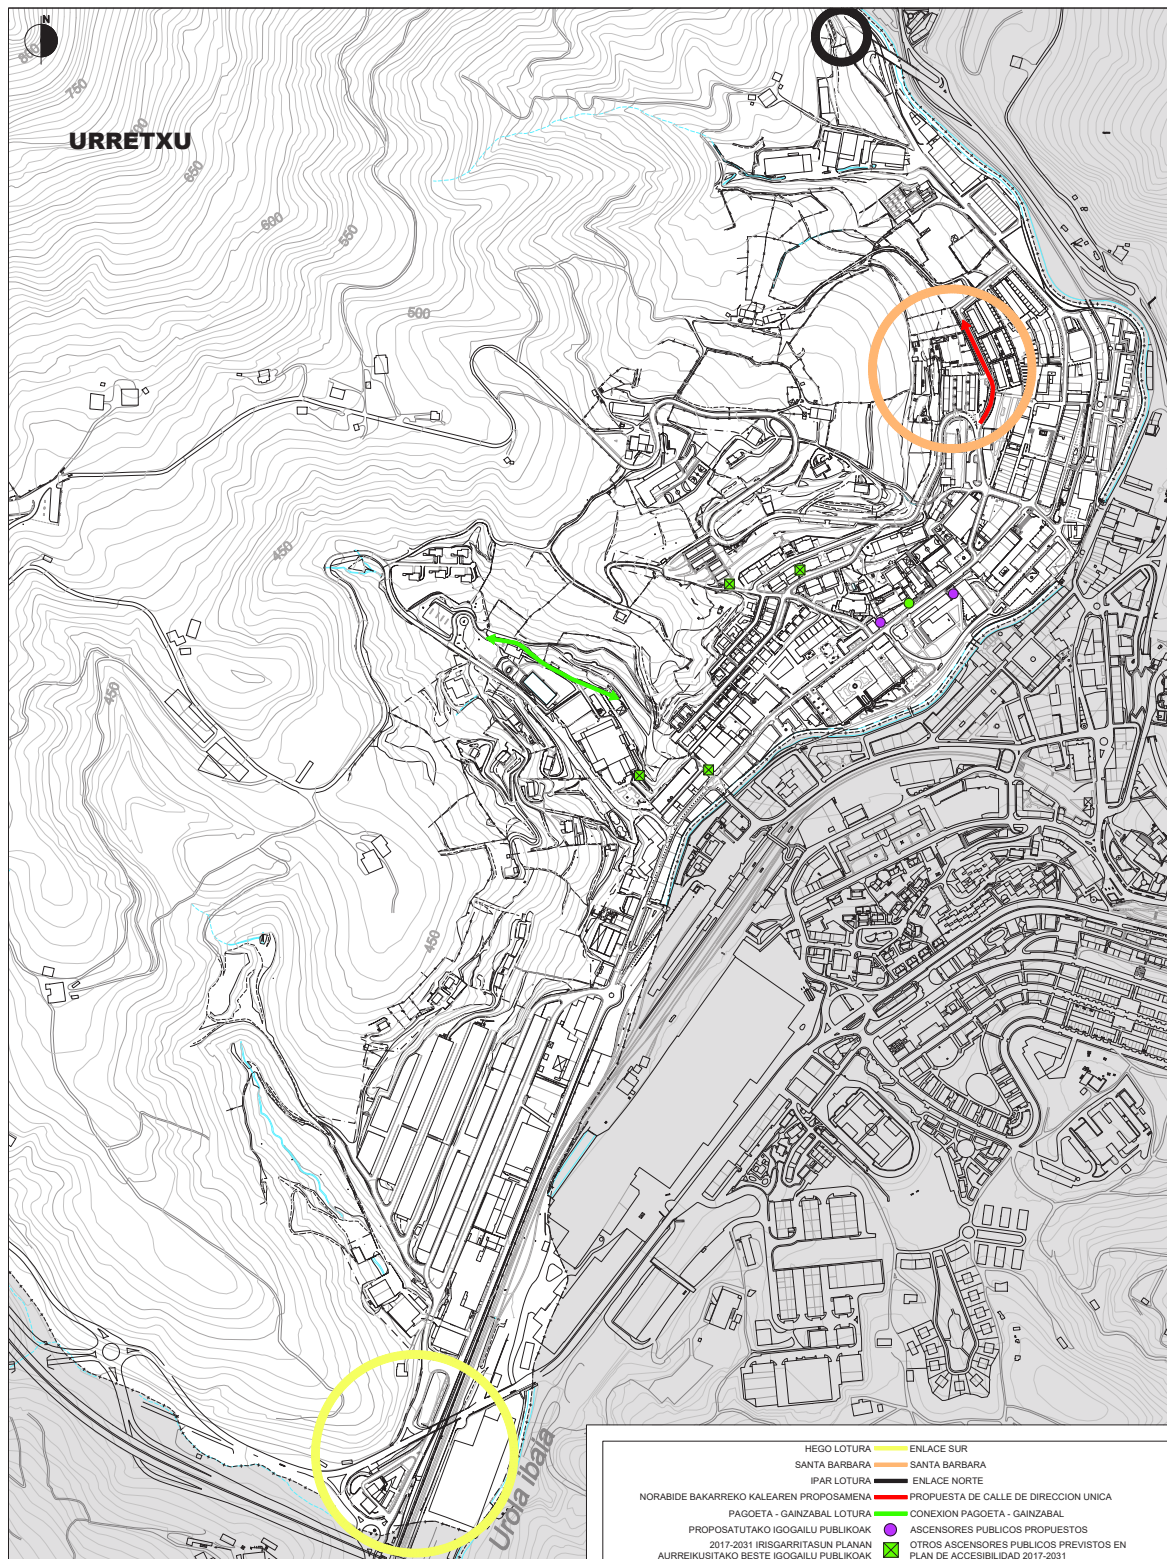 N
800
750
700
URRETXU
650
600
550
500
450
450
450
Urola ibaia
HEGO LOTURA ENLACE SUR
SANTA BARBARA SANTA BARBARA
IPAR LOTURA ENLACE NORTE
NORABIDE BAKARREKO KALEAREN PROPOSAMENA PROPUESTA DE CALLE DE DIRECCION UNICA
PAGOETA - GAINZABAL LOTURA CONEXION PAGOETA - GAINZABAL
PROPOSATUTAKO IGOGAILU PUBLIKOAK ASCENSORES PUBLICOS PROPUESTOS
2017-2031 IRISGARRITASUN PLANAN OTROS ASCENSORES PUBLICOS PREVISTOS EN
AURREIKUSITAKO BESTE IGOGAILU PUBLIKOAK PLAN DE ACCESIBILIDAD 2017-2031